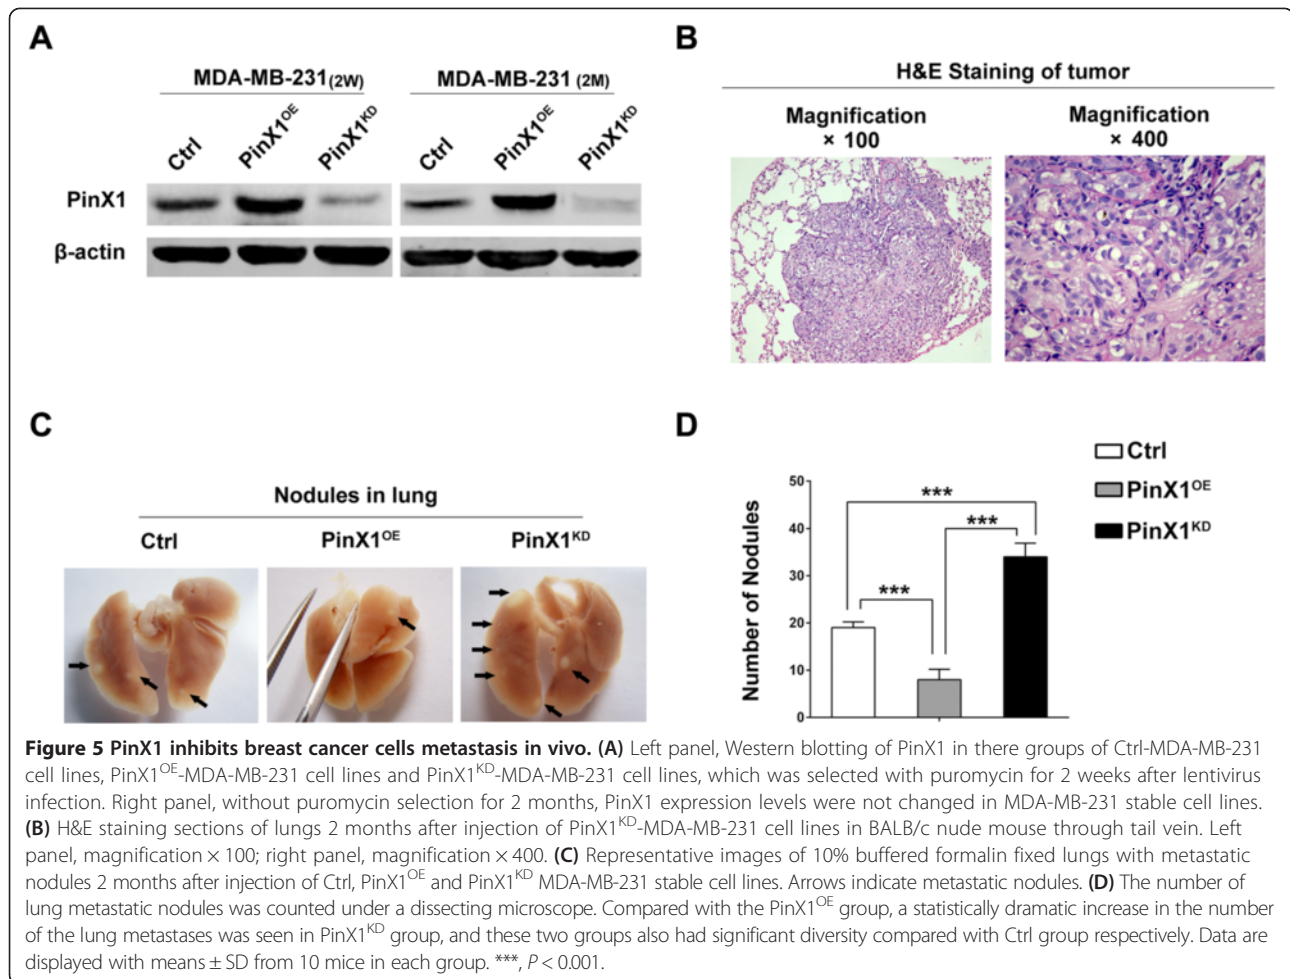 A
MDA-MB-231 (2W)
MDA-MB-231 (2M)
Ctrl
PinX1OE
PinX1KD
Ctrl
PinX1OE
PinX1KD
PinX1
β-actin
B
H&E Staining of tumor
Magnification
× 100
Magnification
× 400
C
Nodules in lung
Ctrl
PinX1OE
PinX1KD
D
Ctrl
PinX1OE
PinX1KD
Number of Nodules
50
40
30
20
10
0
***
***
***
Figure 5 PinX1 inhibits breast cancer cells metastasis in vivo. (A) Left panel, Western blotting of PinX1 in there groups of Ctrl-MDA-MB-231
cell lines, PinX1OE-MDA-MB-231 cell lines and PinX1KD-MDA-MB-231 cell lines, which was selected with puromycin for 2 weeks after lentivirus
infection. Right panel, without puromycin selection for 2 months, PinX1 expression levels were not changed in MDA-MB-231 stable cell lines.
(B) H&E staining sections of lungs 2 months after injection of PinX1KD-MDA-MB-231 cell lines in BALB/c nude mouse through tail vein. Left
panel, magnification × 100; right panel, magnification × 400. (C) Representative images of 10% buffered formalin fixed lungs with metastatic
nodules 2 months after injection of Ctrl, PinX1OE and PinX1KD MDA-MB-231 stable cell lines. Arrows indicate metastatic nodules. (D) The number of
lung metastatic nodules was counted under a dissecting microscope. Compared with the PinX1OE group, a statistically dramatic increase in the number
of the lung metastases was seen in PinX1KD group, and these two groups also had significant diversity compared with Ctrl group respectively. Data are
displayed with means ± SD from 10 mice in each group. ***, P < 0.001.